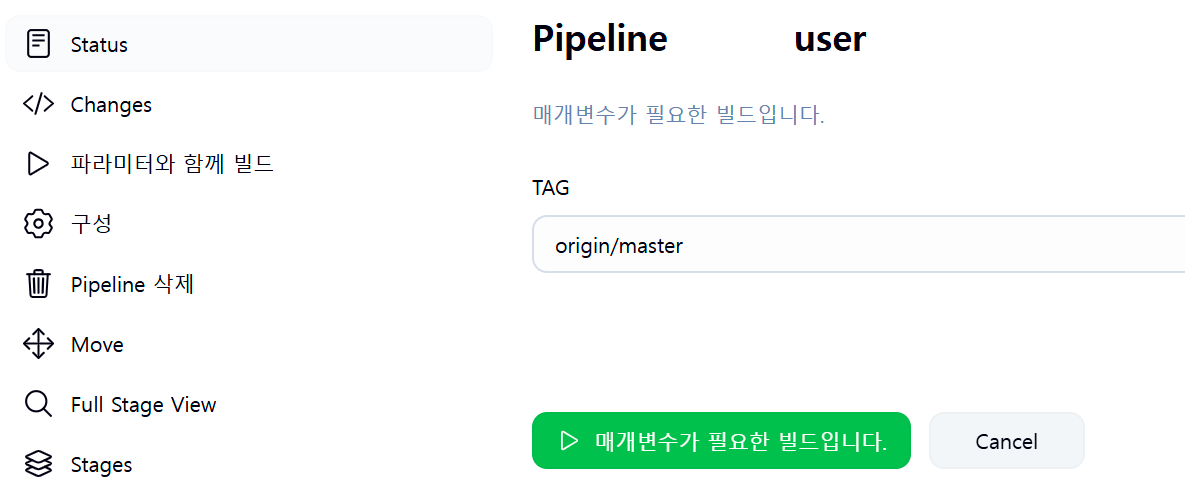 Status
Changes
파라미터와 함께 빌드
구성
Pipeline 삭제
Move
Full Stage View
Stages
Pipeline user
매개변수가 필요한 빌드입니다.
TAG
origin/master
매개변수가 필요한 빌드입니다.
Cancel